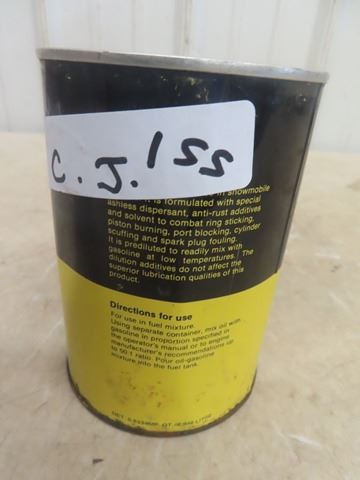 C. J. 155
in snowmobile
is formulated with special
ashless dispersant, anti-rust additives
and solvent to combat ring sticking,
piston burning, port blocking, cylinder
scuffing and spark plug fouling.
It is prediluted to readily mix with
gasoline at low temperatures. The
dilution additives do not affect the
superior lubrication qualities of this
product.
Directions for use
For use in fuel mixture.
Using separate container, mix oil with
gasoline in proportion specified in
the operator's manual or to engine
manufacturer's recommendations up
to 50:1 ratio. Pour oil-gasoline
mixture into the fuel tank.